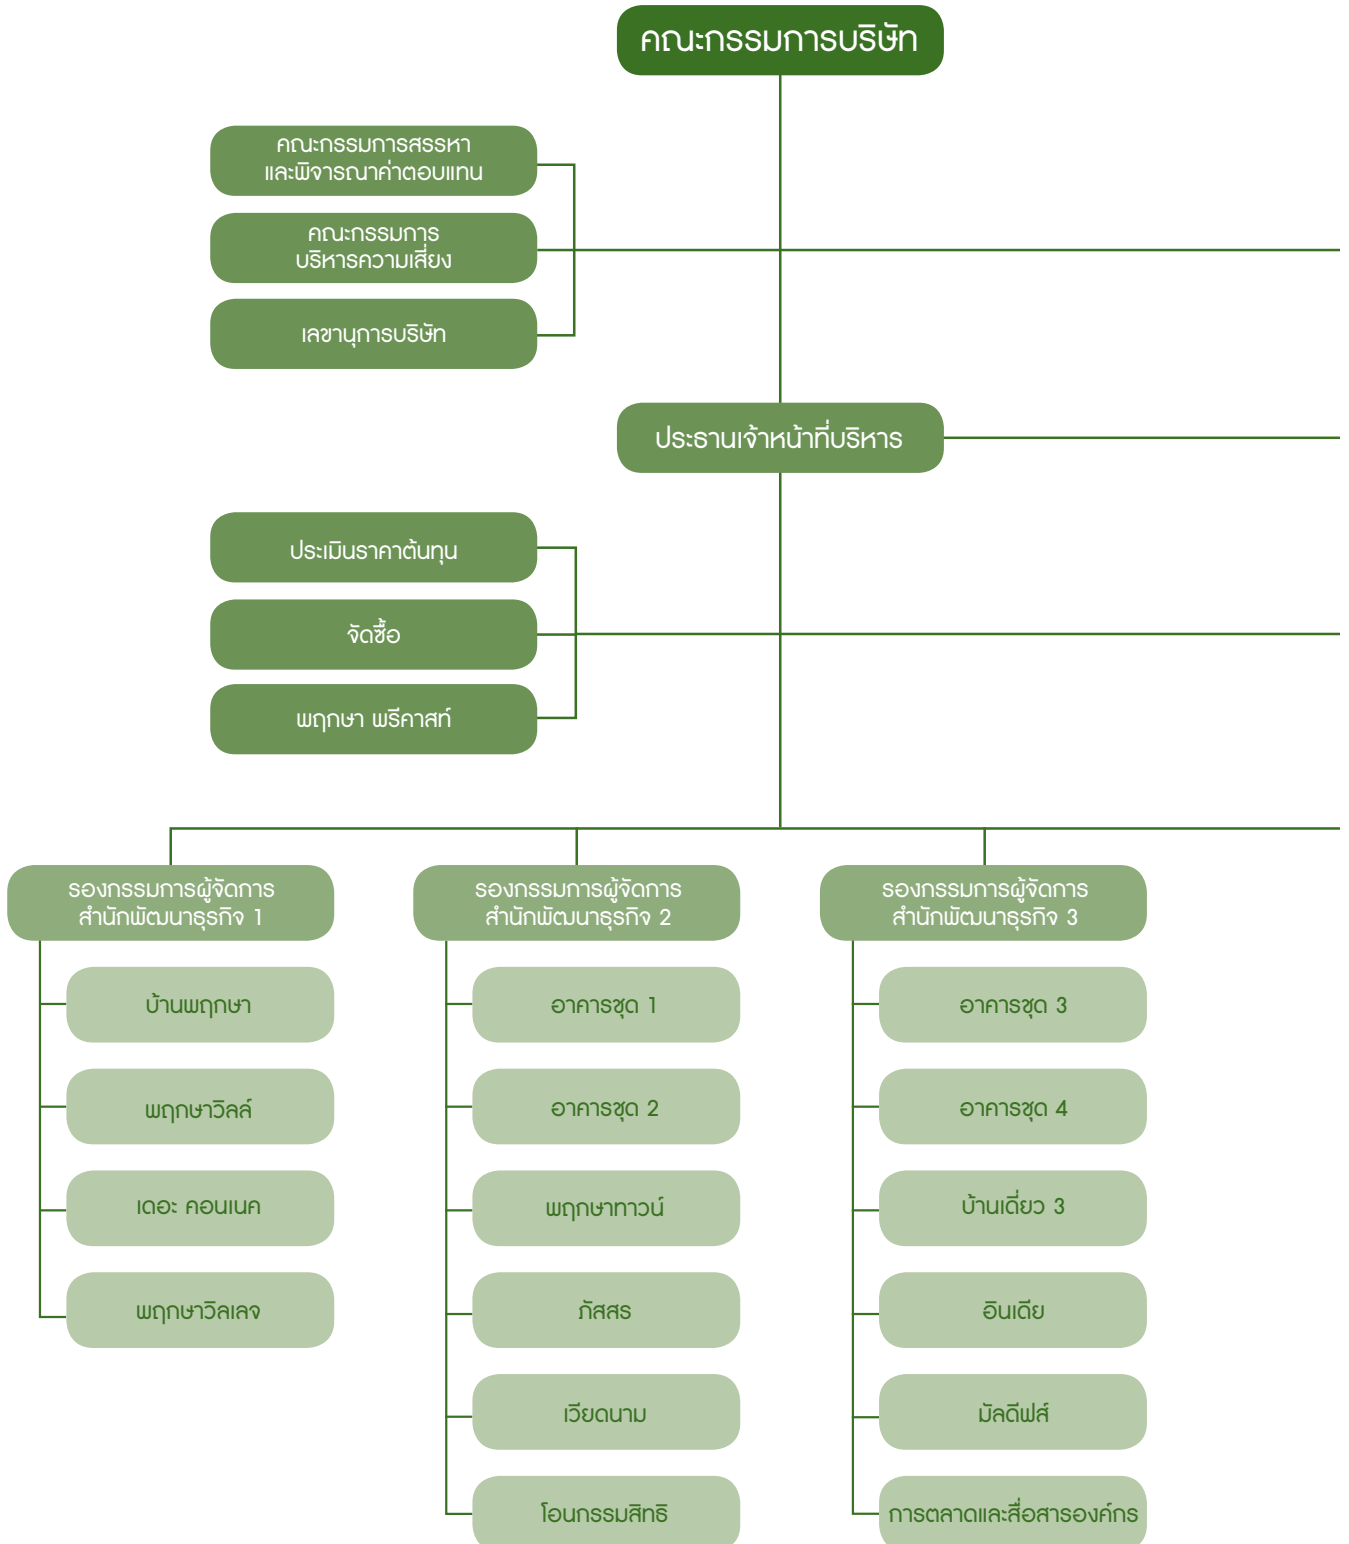 คณะกรรมการบริษัท
คณะกรรมการสรรหา
และพิจารณาค่าตอบแทน
คณะกรรมการ
บริหารความเสี่ยง
เลขานุการบริษัท
ประธานเจ้าหน้าที่บริหาร
ประเมินราคาต้นทุน
จัดซื้อ
พฤกษา พรีคาสท์
รองกรรมการผู้จัดการ
สำนักพัฒนาธุรกิจ 1
บ้านพฤกษา
พฤกษาวิลล์
เดอะ คอนเนค
พฤกษาวิลเลจ
รองกรรมการผู้จัดการ
สำนักพัฒนาธุรกิจ 2
อาคารชุด 1
อาคารชุด 2
พฤกษาทาวน์
ภัสสร
เวียดนาม
โอนกรรมสิทธิ
รองกรรมการผู้จัดการ
สำนักพัฒนาธุรกิจ 3
อาคารชุด 3
อาคารชุด 4
บ้านเดี่ยว 3
อินเดีย
มัลดีฟส์
การตลาดและสื่อสารองค์กร